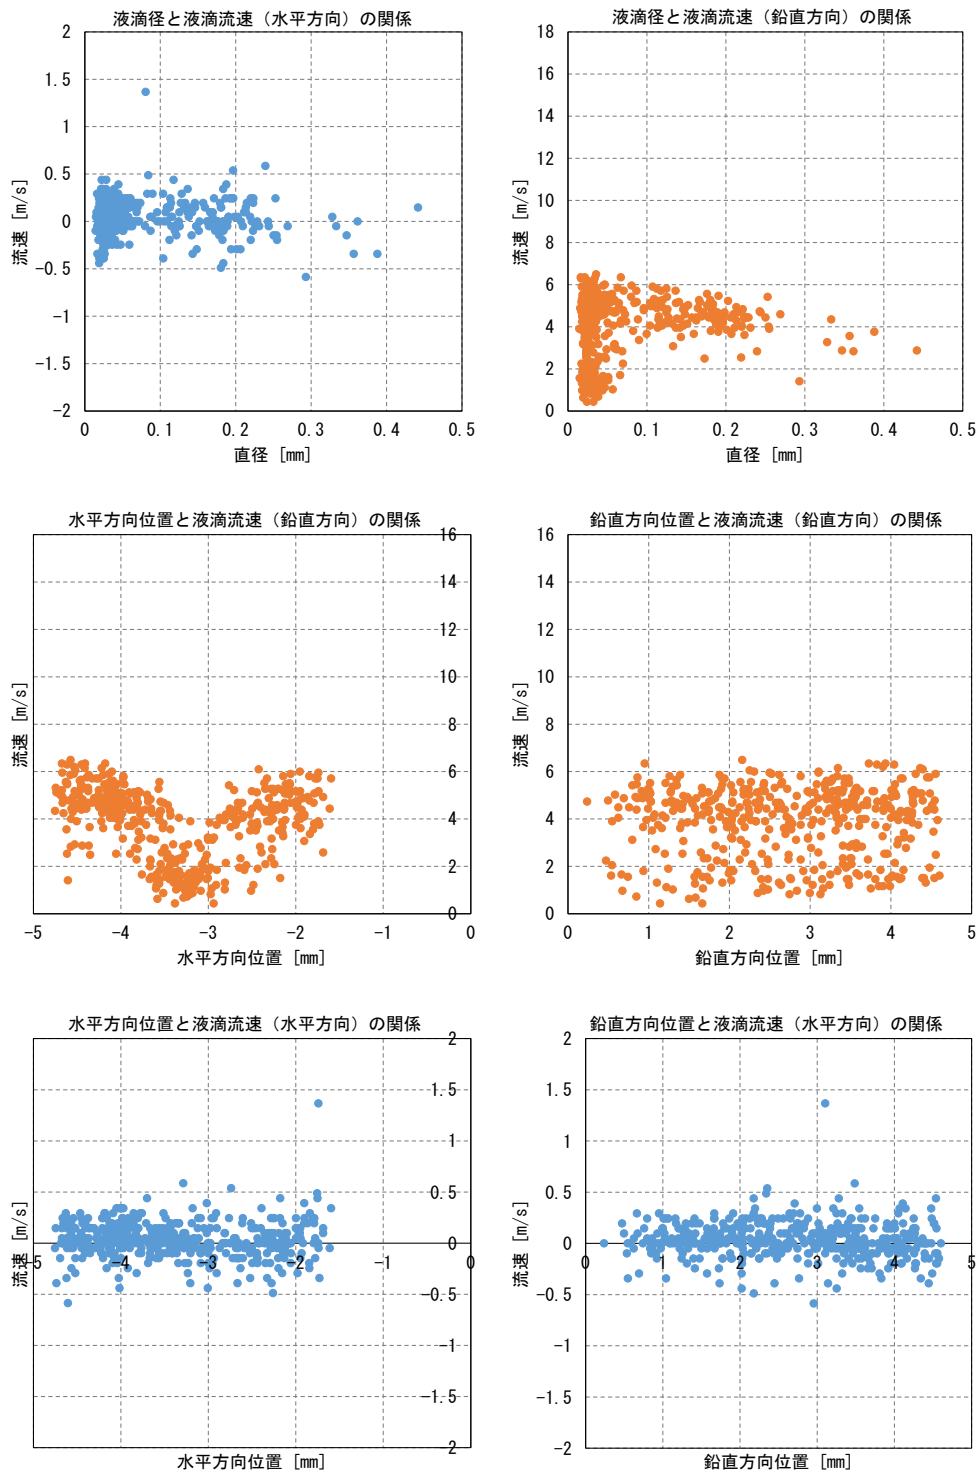 液滴径と液滴流速（水平方向）の関係
2
1.5
1
0.5
0
-0.5
-1
-1.5
-2
流速 [m/s]
0 0.1 0.2 0.3 0.4 0.5
直径 [mm]
液滴径と液滴流速（鉛直方向）の関係
18
16
14
12
10
8
6
4
2
0
流速 [m/s]
0 0.1 0.2 0.3 0.4 0.5
直径 [mm]
水平方向位置と液滴流速（鉛直方向）の関係
16
14
12
10
8
6
4
2
0
流速 [m/s]
-5 -4 -3 -2 -1 0
水平方向位置 [mm]
鉛直方向位置と液滴流速（鉛直方向）の関係
16
14
12
10
8
6
4
2
0
流速 [m/s]
0 1 2 3 4 5
鉛直方向位置 [mm]
水平方向位置と液滴流速（水平方向）の関係
2
1.5
1
0.5
0
-0.5
-1
-1.5
-2
流速 [m/s]
-5 -4 -3 -2 -1 0
水平方向位置 [mm]
鉛直方向位置と液滴流速（水平方向）の関係
2
1.5
1
0.5
0
-0.5
-1
-1.5
-2
流速 [m/s]
0 1 2 3 4 5
鉛直方向位置 [mm]